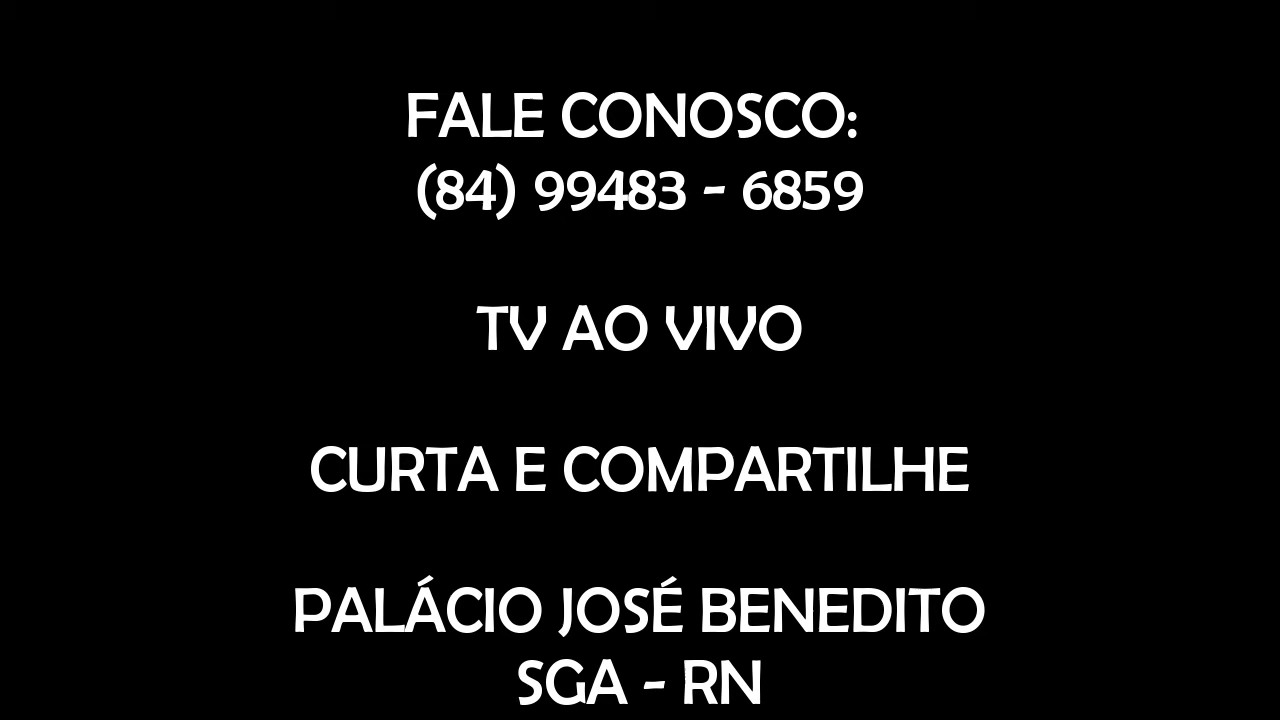 FALE CONOSCO:
(84) 99483 - 6859
TV AO VIVO
CURTA E COMPARTILHE
PALÁCIO JOSÉ BENEDITO
SGA - RN